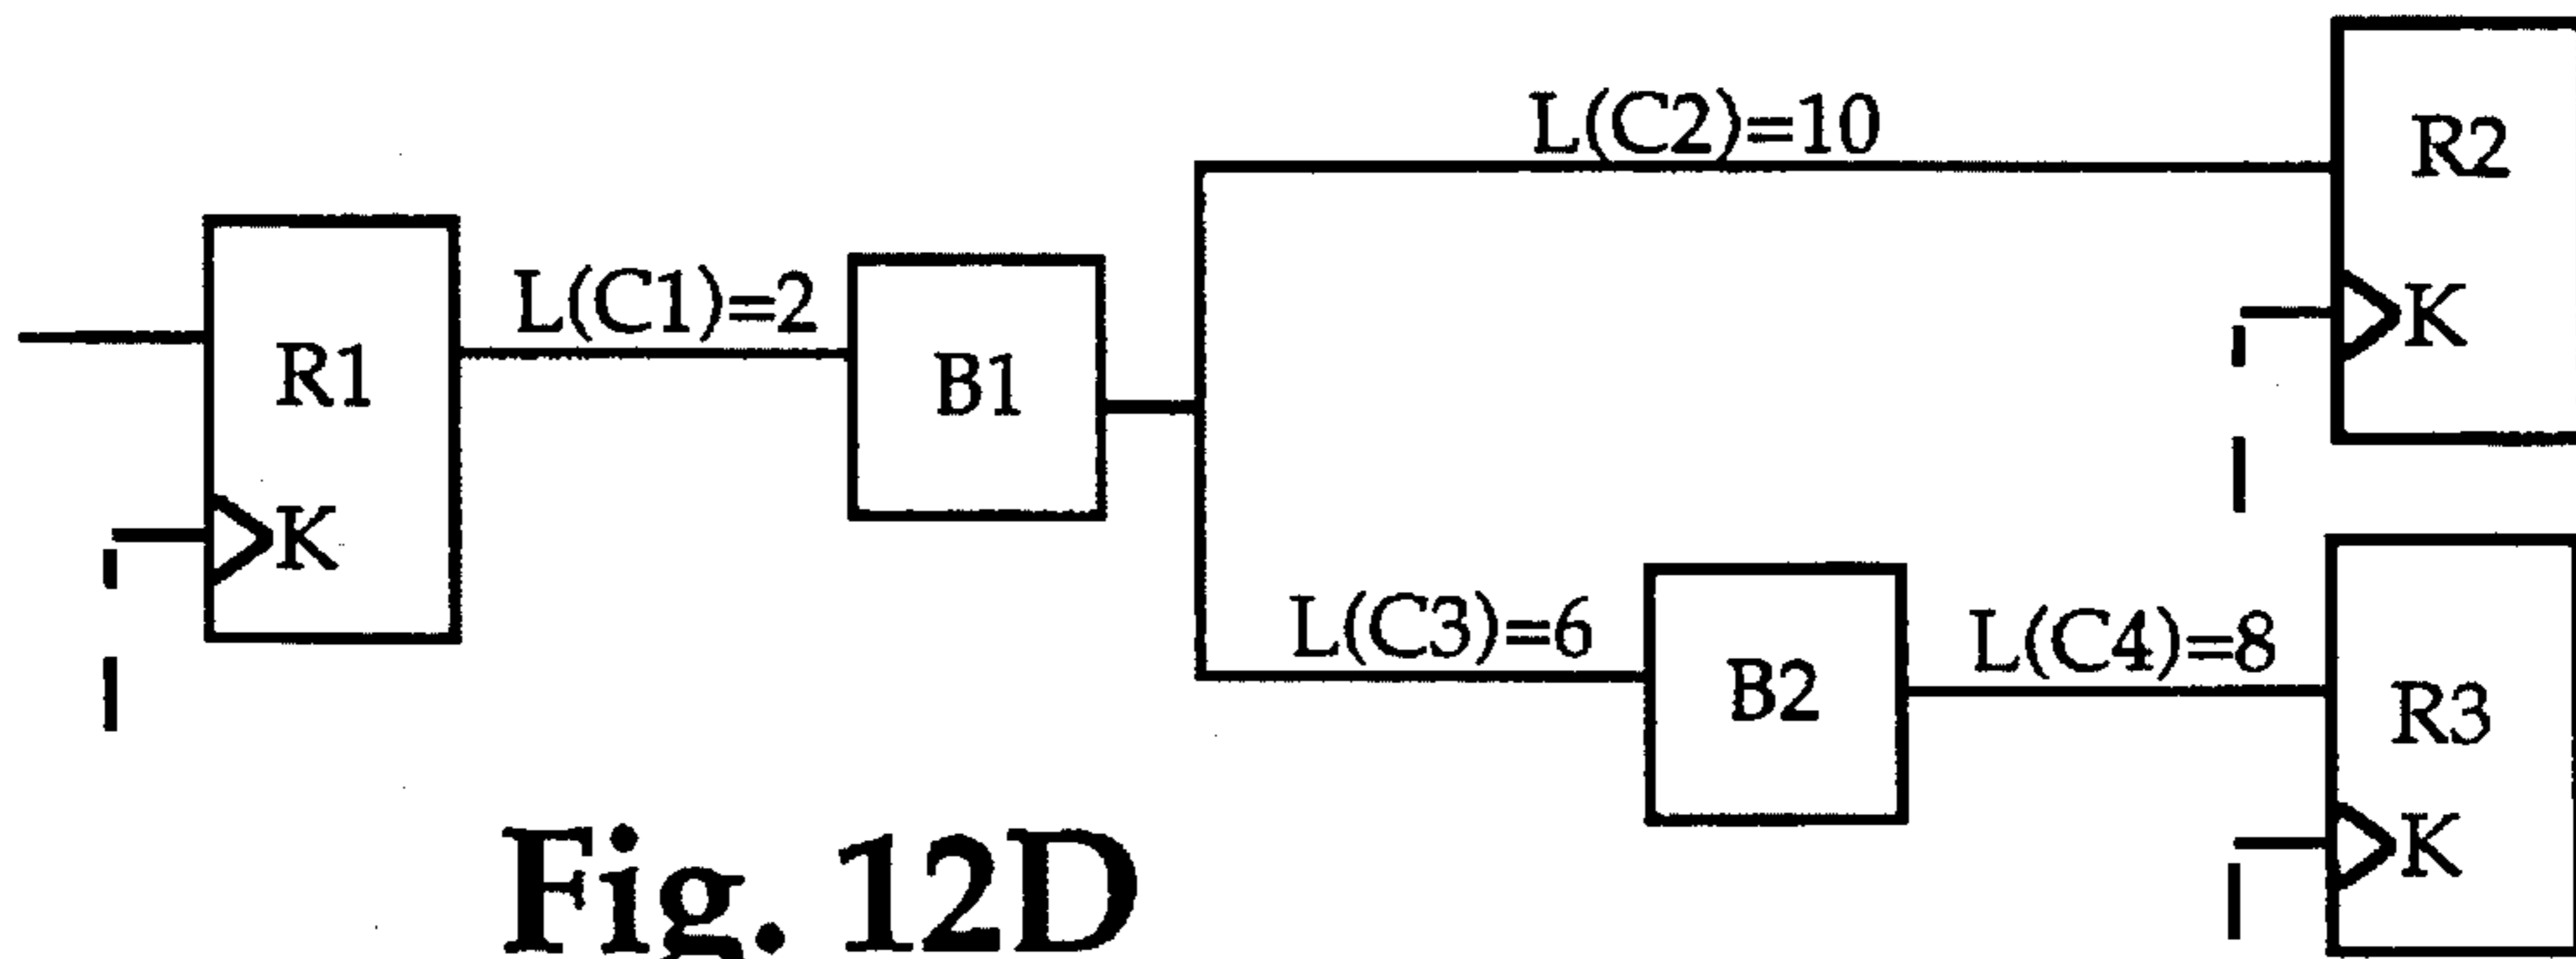 L(C2)=10
R2
K
R1
L(C1)=2
B1
K
L(C3)=6
B2
L(C4)=8
R3
K
Fig. 12D